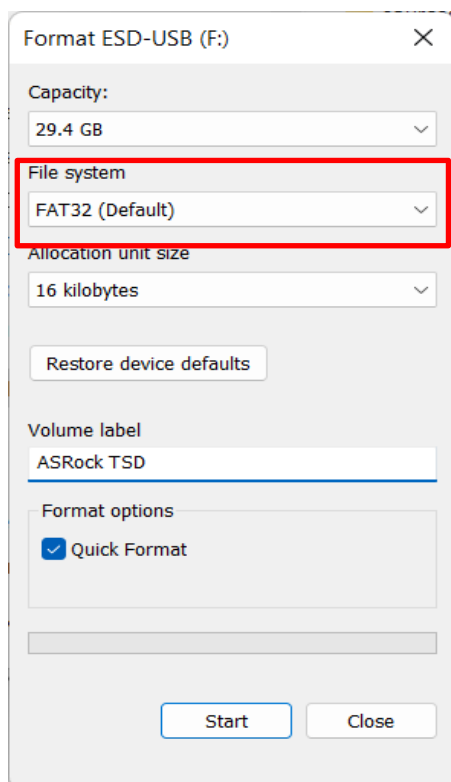 Format ESD-USB (F:)
Capacity:
29.4 GB
File system
FAT32 (Default)
Allocation unit size
16 kilobytes
Restore device defaults
Volume label
ASRock TSD
Format options
Quick Format
Start
Close